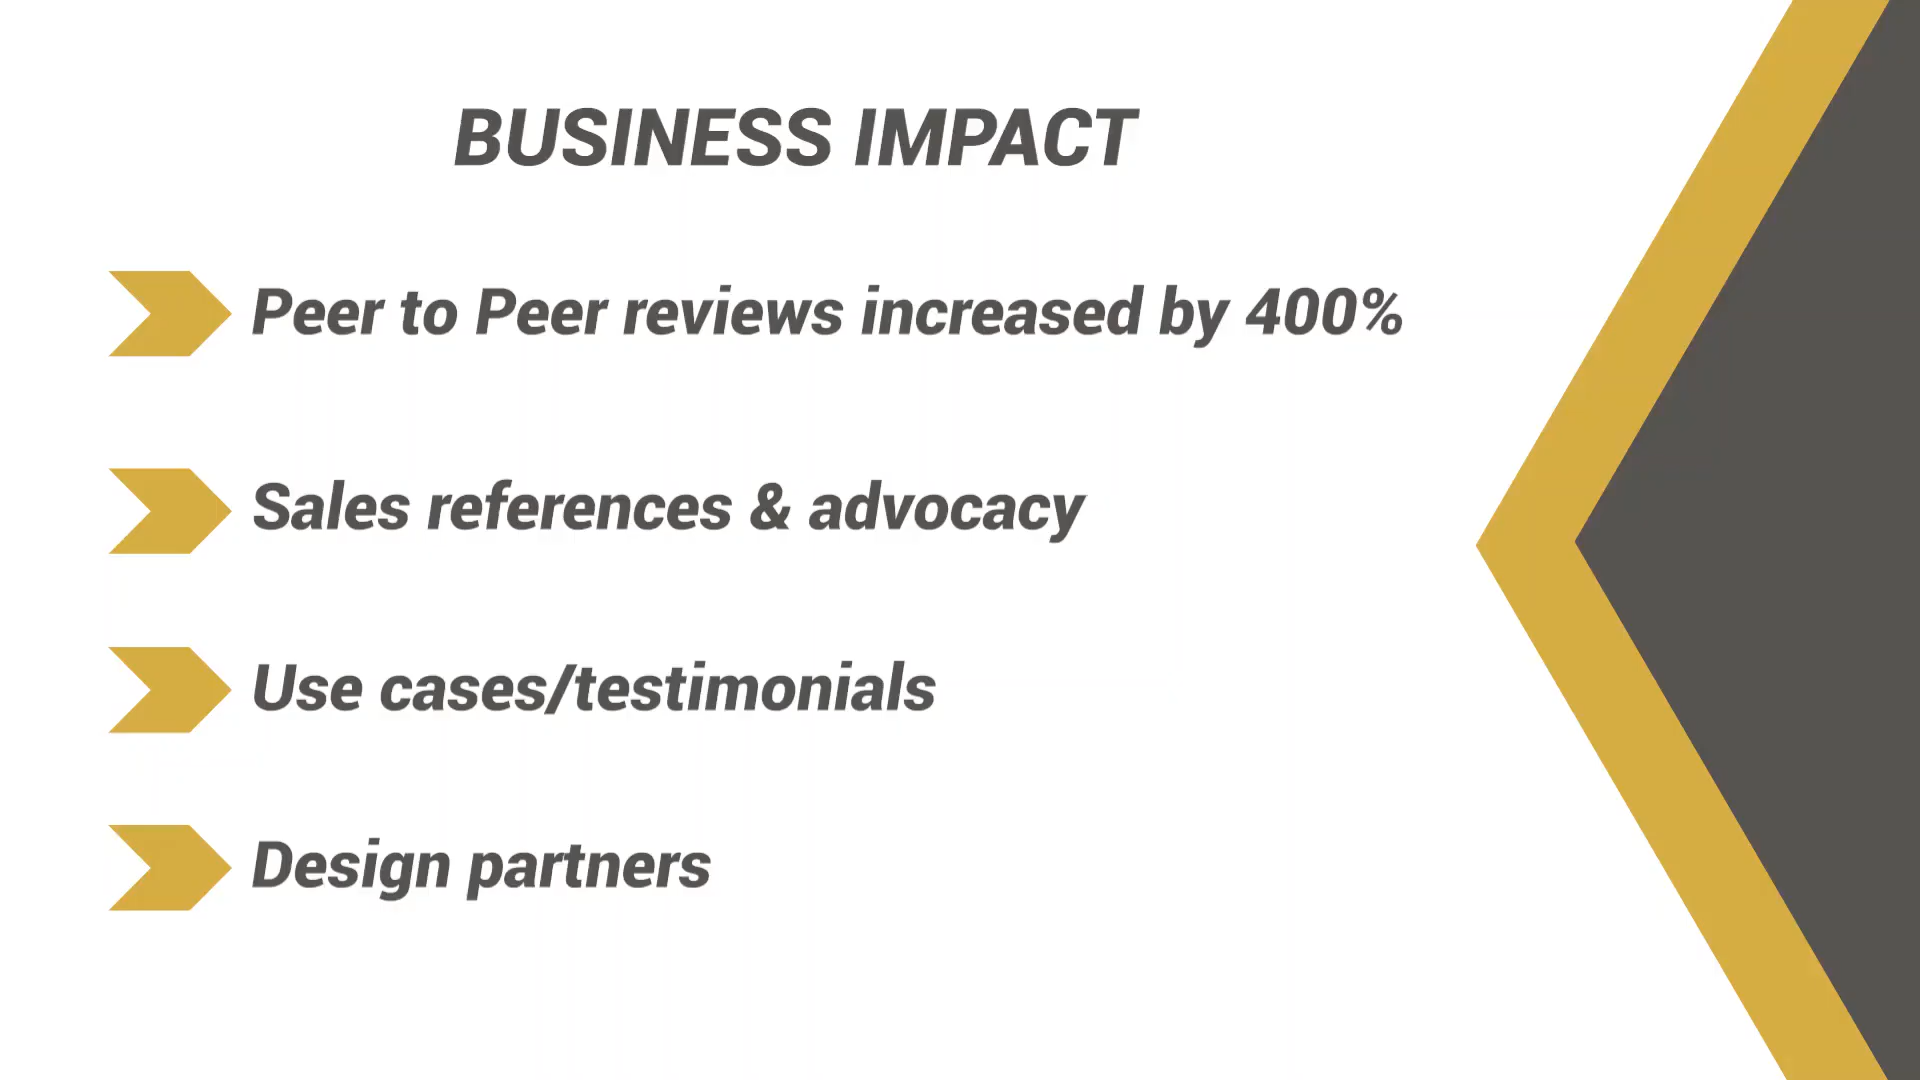 BUSINESS IMPACT
Peer to Peer reviews increased by 400%
Sales references & advocacy
Use cases/testimonials
Design partners